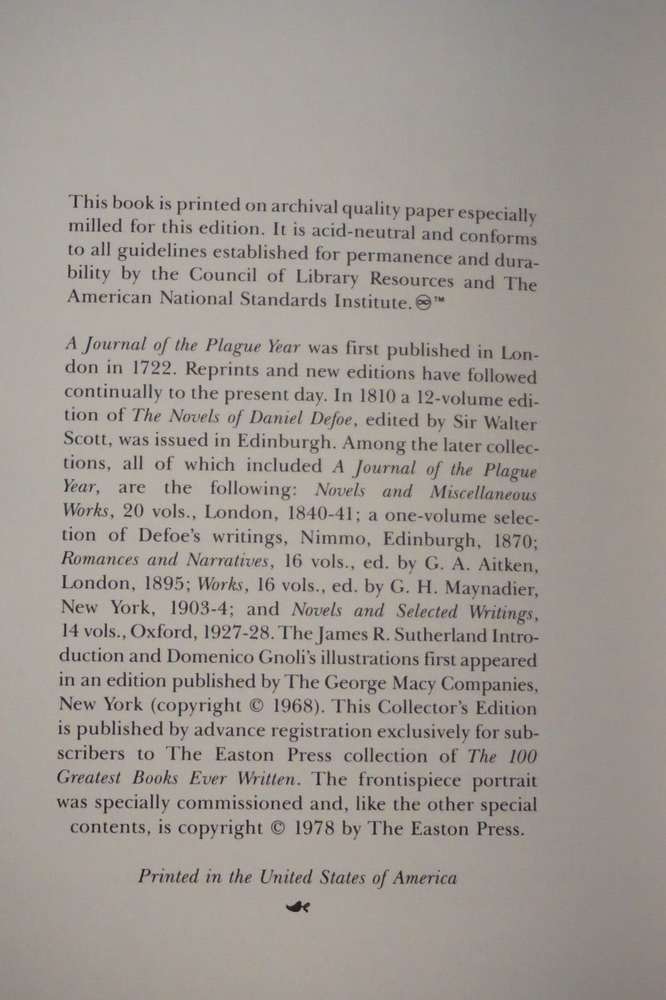 This book is printed on archival quality paper especially
milled for this edition. It is acid-neutral and conforms
to all guidelines established for permanence and dura-
bility by the Council of Library Resources and The
American National Standards Institute. ♾™
A Journal of the Plague Year was first published in Lon-
don in 1722. Reprints and new editions have followed
continually to the present day. In 1810 a 12-volume edi-
tion of The Novels of Daniel Defoe, edited by Sir Walter
Scott, was issued in Edinburgh. Among the later collec-
tions, all of which included A Journal of the Plague
Year, are the following: Novels and Miscellaneous
Works, 20 vols., London, 1840-41; a one-volume selec-
tion of Defoe's writings, Nimmo, Edinburgh, 1870;
Romances and Narratives, 16 vols., ed. by G. A. Aitken,
London, 1895; Works, 16 vols., ed. by G. H. Maynadier,
New York, 1903-4; and Novels and Selected Writings,
14 vols., Oxford, 1927-28. The James R. Sutherland Intro-
duction and Domenico Gnoli's illustrations first appeared
in an edition published by The George Macy Companies,
New York (copyright © 1968). This Collector's Edition
is published by advance registration exclusively for sub-
scribers to The Easton Press collection of The 100
Greatest Books Ever Written. The frontispiece portrait
was specially commissioned and, like the other special
contents, is copyright © 1978 by The Easton Press.
Printed in the United States of America